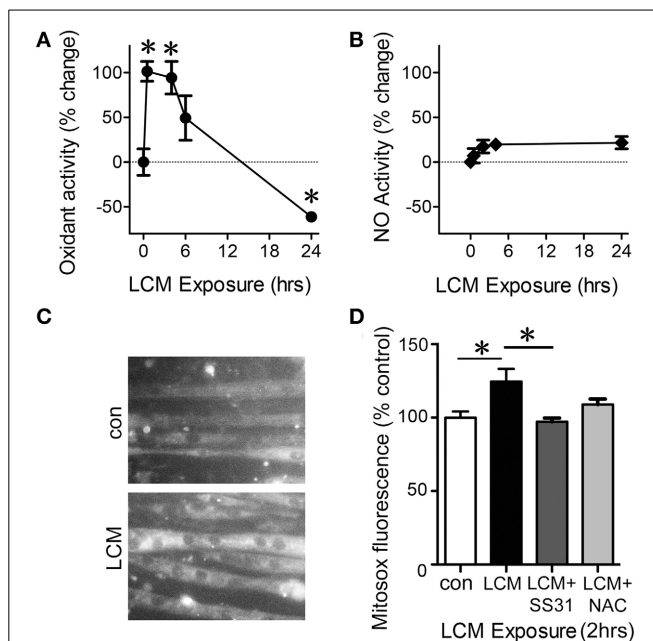 A
Oxidant activity (% change)
100
50
0
-50
* *
*
0 6 12 18 24
LCM Exposure (hrs)
B
NO Activity (% change)
100
50
0
-50
0 6 12 18 24
LCM Exposure (hrs)
C
con
LCM
D
Mitosox fluorescence (% control)
150
100
50
0
* *
con LCM LCM+ LCM+
SS31 NAC
LCM Exposure (2hrs)